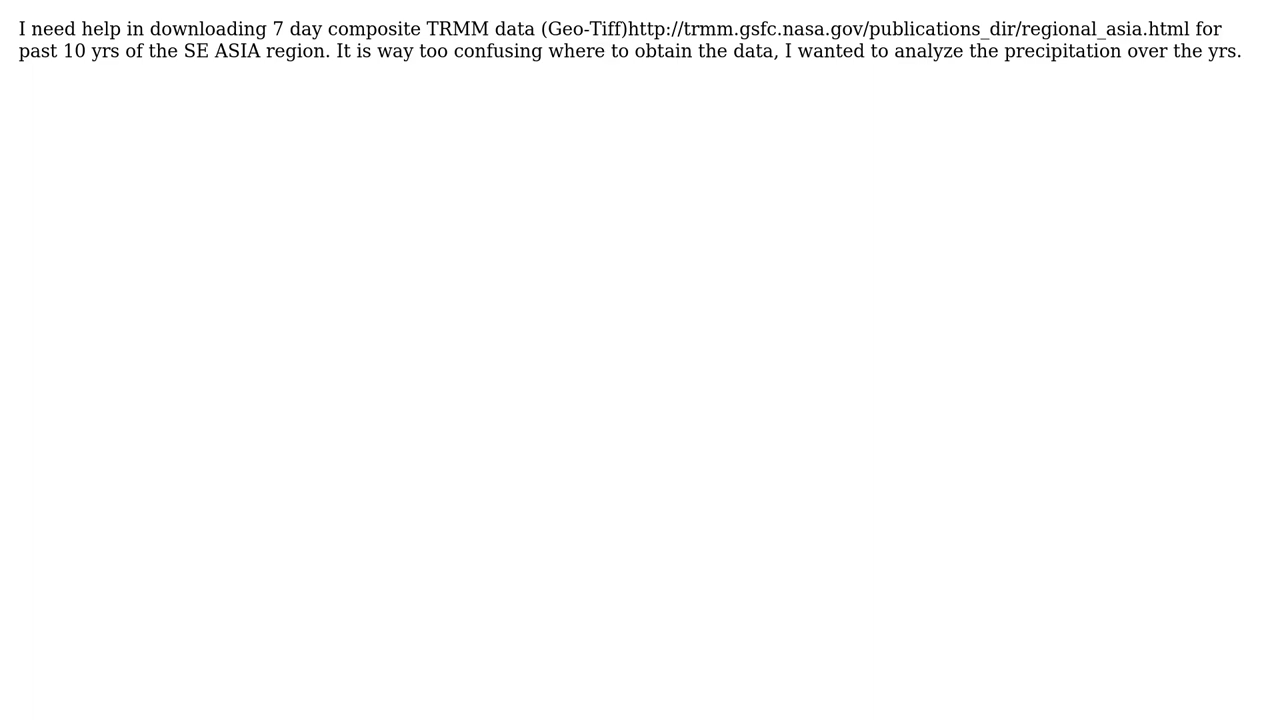 I need help in downloading 7 day composite TRMM data (Geo-Tiff)http://trmm.gsfc.nasa.gov/publications_dir/regional_asia.html for
past 10 yrs of the SE ASIA region. It is way too confusing where to obtain the data, I wanted to analyze the precipitation over the yrs.